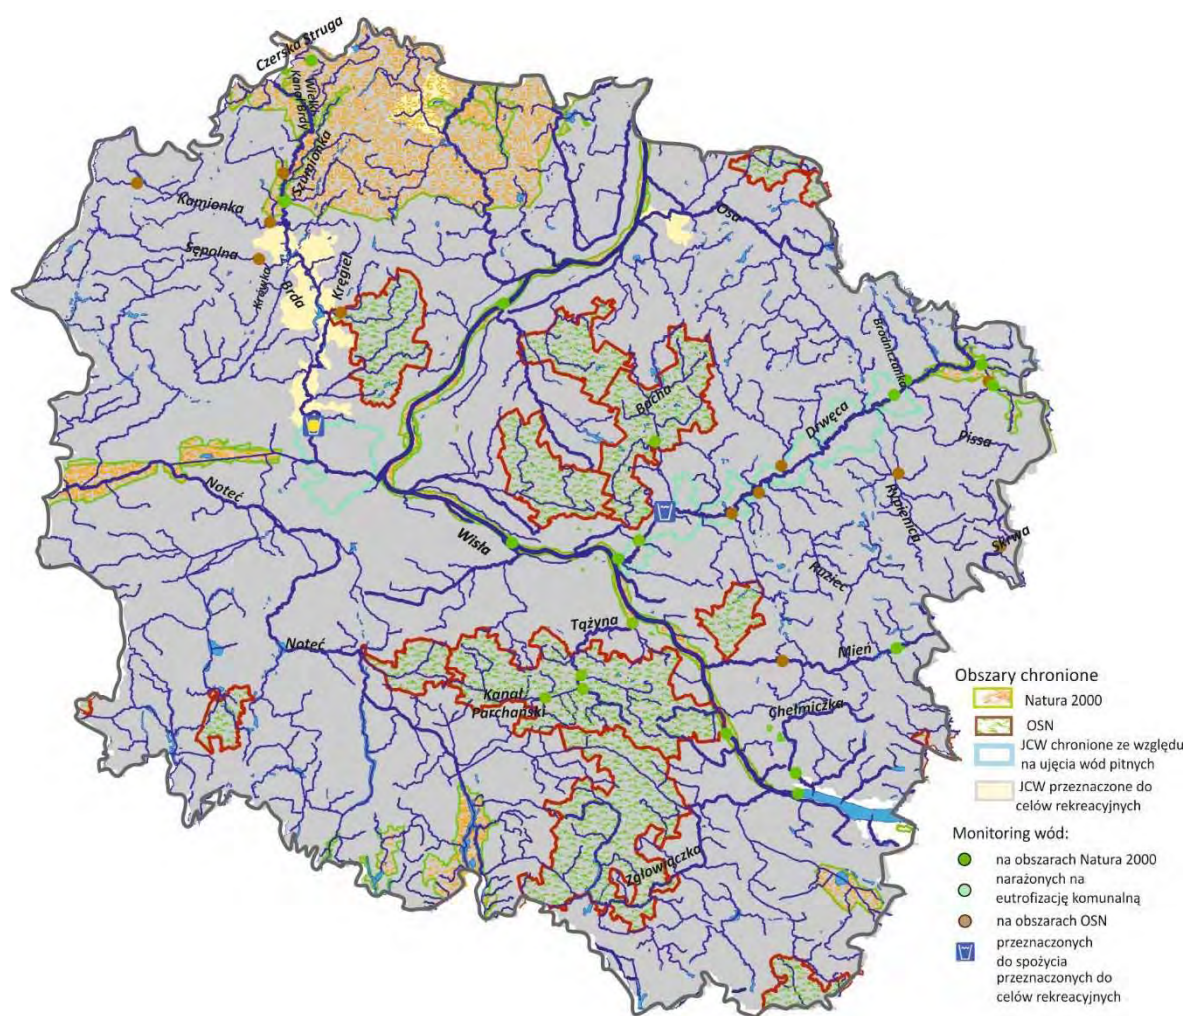 Czerska Struga
Wielki
Kanał Brdy
Szumionka
Kamionka
Sępolna
Krówka
Brda
Kręgiel
Osa
Brodniczanka
Bacha
Drwęca
Pissa
Rypienica
Noteć
Wisła
Skrwa
Ruziec
Tążyna
Noteć
Mień
Kanał
Parchański
Chełmiczka
Zgłowiączka
Obszary chronione
Natura 2000
OSN
JCW chronione ze względu
na ujęcia wód pitnych
JCW przeznaczone do
celów rekreacyjnych
Monitoring wód:
na obszarach Natura 2000
narażonych na
eutrofizację komunalną
na obszarach OSN
przeznaczonych
do spożycia
przeznaczonych do
celów rekreacyjnych